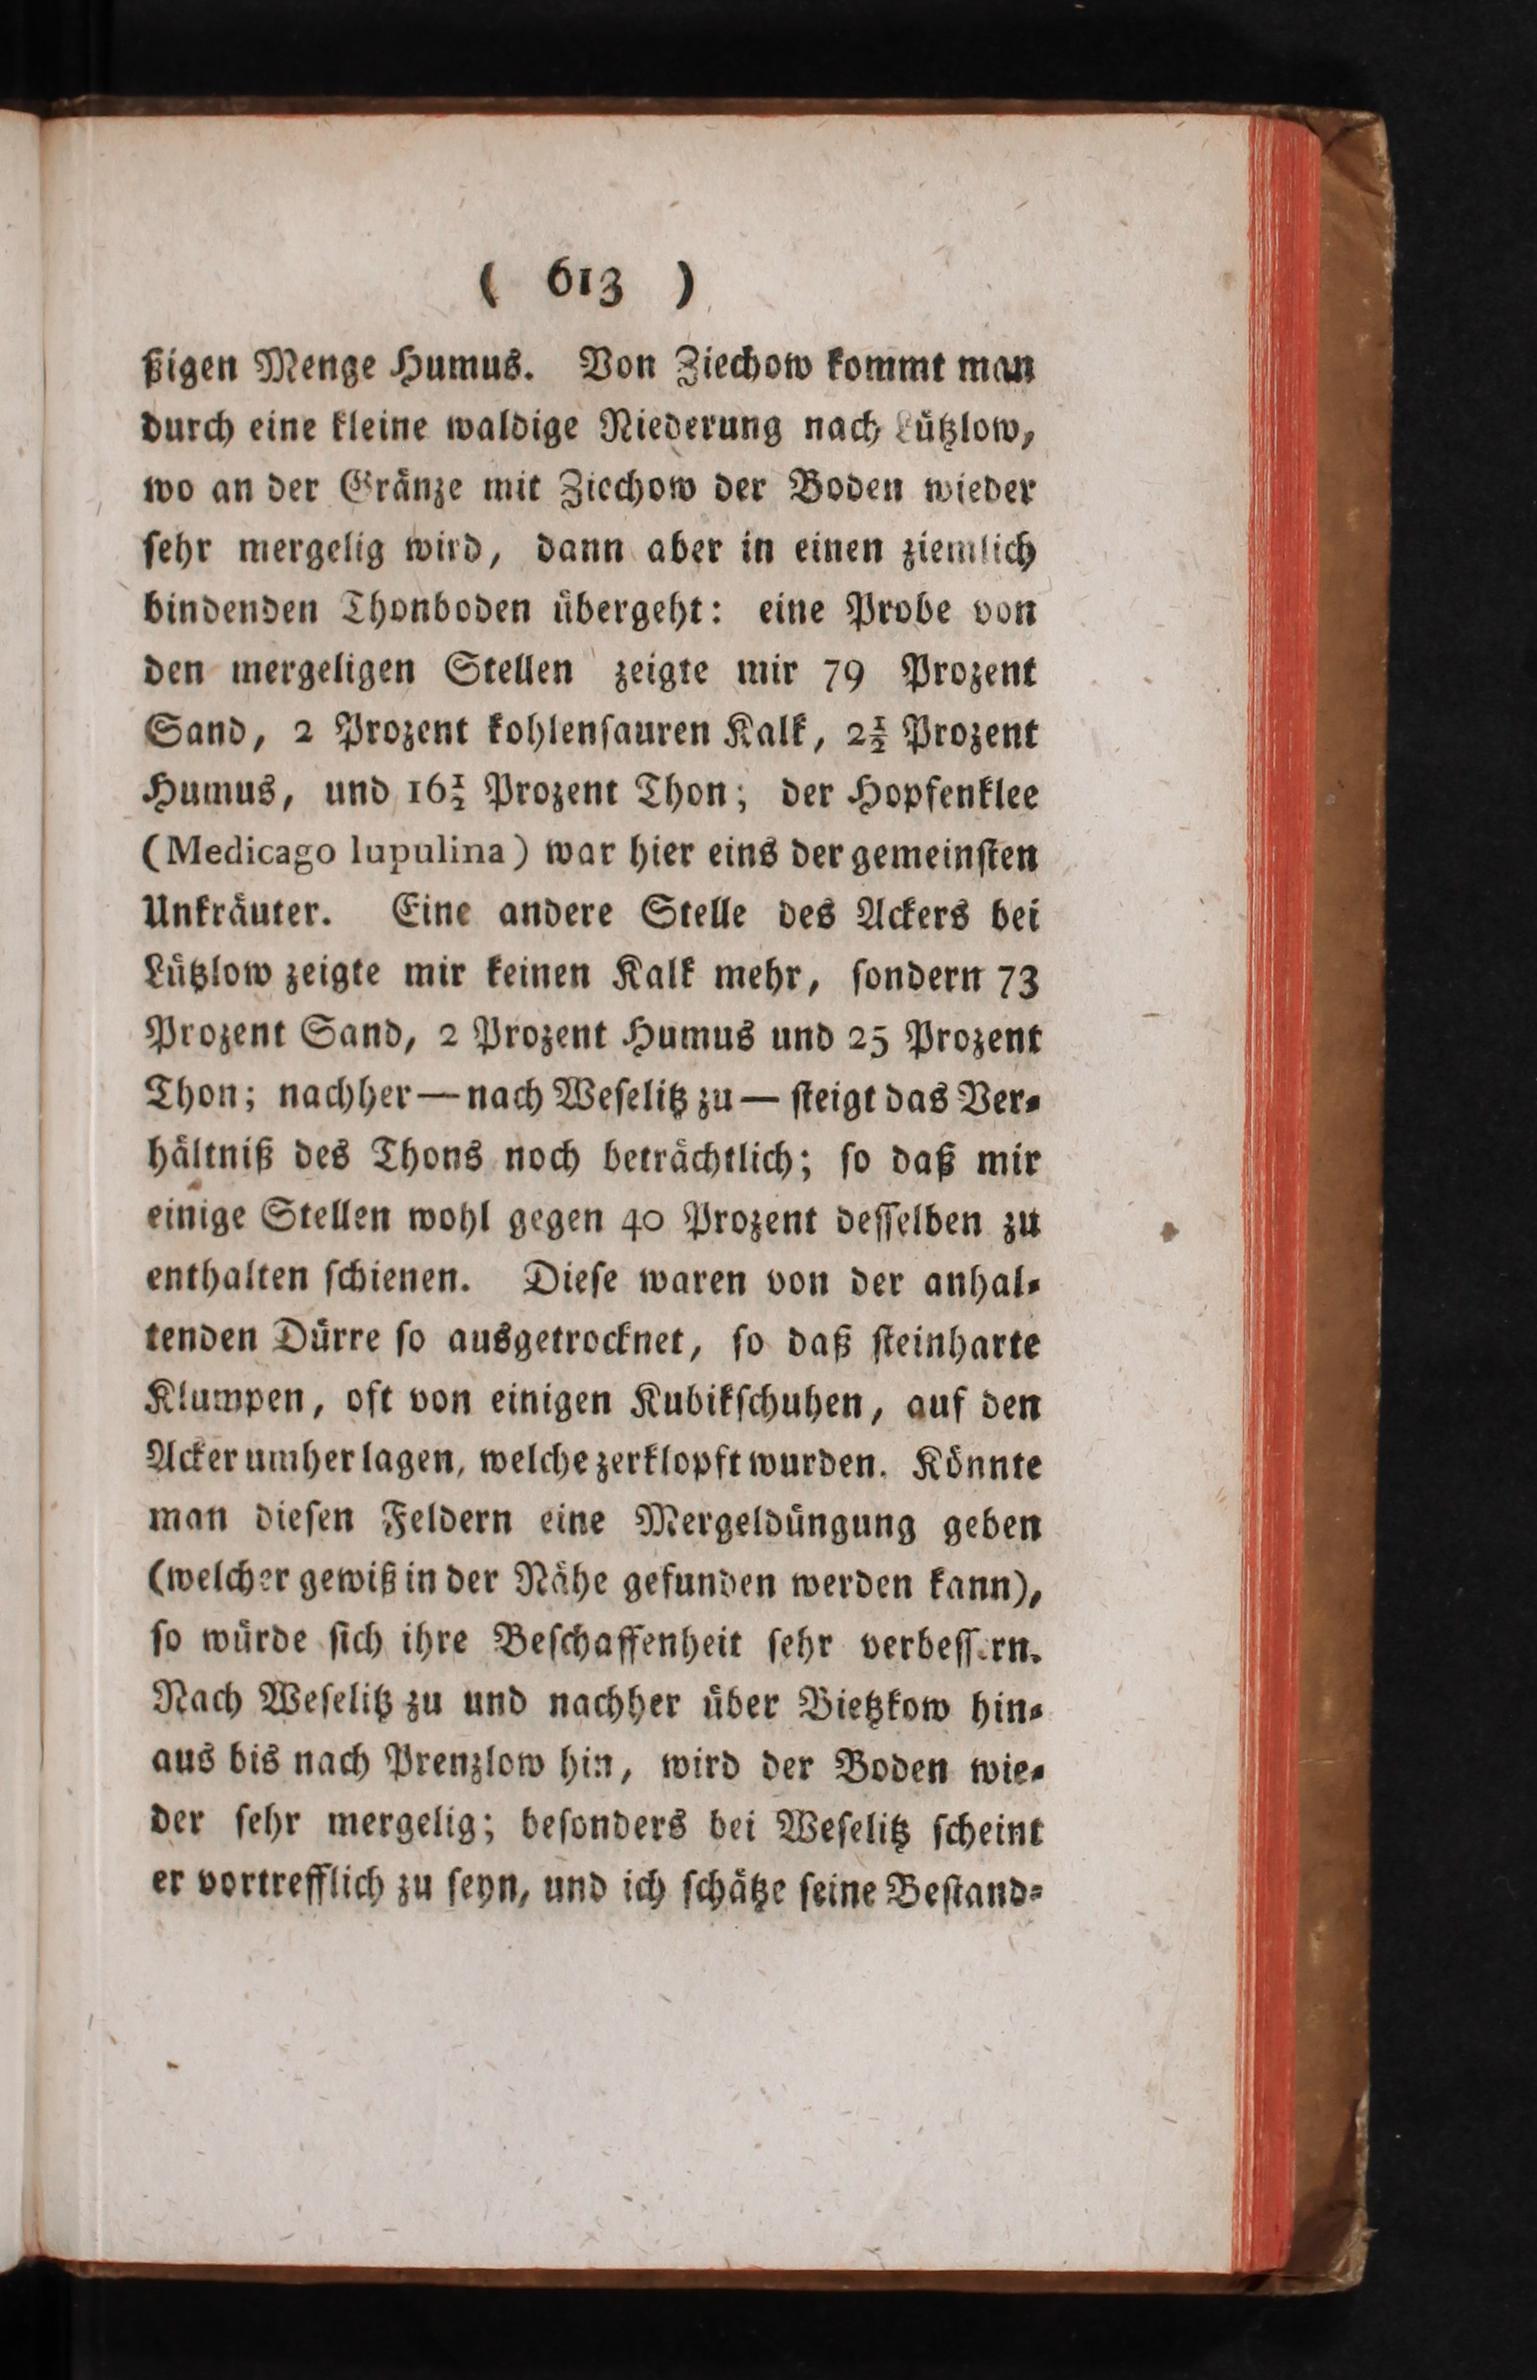 ( 613 )
ßigen Menge Humus. Von Ziechow kommt man
durch eine kleine waldige Niederung nach Lützlow,
wo an der Gränze mit Ziechow der Boden wieder
ſehr mergelig wird, dann aber in einen ziemlich
bindenden Thonboden übergeht: eine Probe von
den mergeligen Stellen zeigte mir 79 Prozent
Sand, 2 Prozent kohlenſauren Kalk, 2½ Prozent
Humus, und 16½ Prozent Thon; der Hopfenklee
(Medicago lupulina) war hier eins der gemeinſten
Unkräuter. Eine andere Stelle des Ackers bei
Lützlow zeigte mir keinen Kalk mehr, ſondern 73
Prozent Sand, 2 Prozent Humus und 25 Prozent
Thon; nachher — nach Weſelitz zu — ſteigt das Ver-
hältniß des Thons noch beträchtlich; ſo daß mir
einige Stellen wohl gegen 40 Prozent deſſelben zu
enthalten ſchienen. Dieſe waren von der anhal-
tenden Dürre ſo ausgetrocknet, ſo daß ſteinharte
Klumpen, oft von einigen Kubikſchuhen, auf den
Acker umher lagen, welche zerklopft wurden. Könnte
man dieſen Feldern eine Mergeldüngung geben
(welcher gewiß in der Nähe gefunden werden kann),
ſo würde ſich ihre Beſchaffenheit ſehr verbeſſern.
Nach Weſelitz zu und nachher über Bietzkow hin-
aus bis nach Prenzlow hin, wird der Boden wie-
der ſehr mergelig; beſonders bei Weſelitz ſcheint
er vortrefflich zu ſeyn, und ich ſchätze ſeine Beſtand-